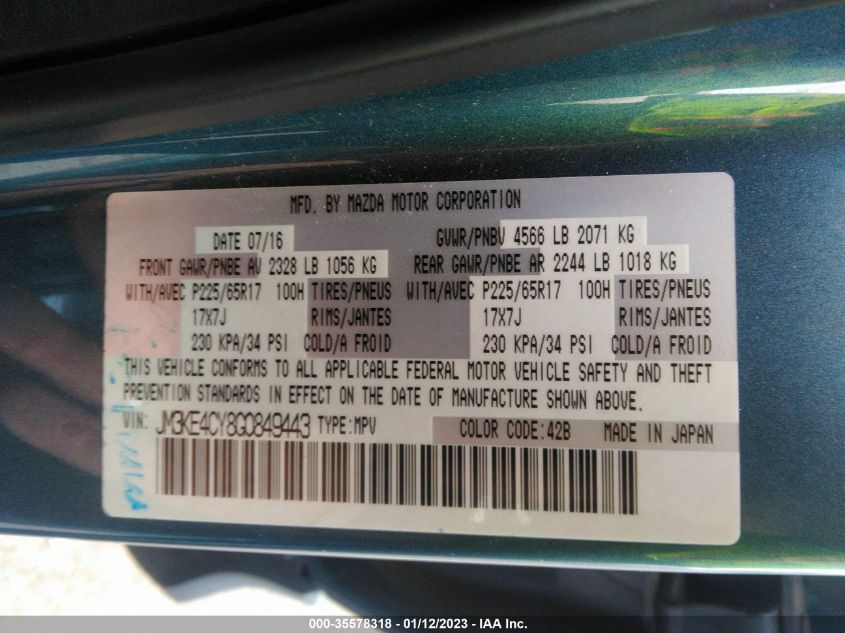 MFD. BY MAZDA MOTOR CORPORATION
DATE 07/16 GVWR/PNBV 4566 LB 2071 KG
FRONT GAWR/PNBE AV 2328 LB 1056 KG REAR GAWR/PNBE AR 2244 LB 1018 KG
WITH/AVEC P225/65R17 100H TIRES/PNEUS WITH/AVEC P225/65R17 100H TIRES/PNEUS
17X7J RIMS/JANTES 17X7J RIMS/JANTES
230 KPA/34 PSI COLD/A FROID 230 KPA/34 PSI COLD/A FROID
THIS VEHICLE CONFORMS TO ALL APPLICABLE FEDERAL MOTOR VEHICLE SAFETY AND THEFT
PREVENTION STANDARDS IN EFFECT ON THE DATE OF MANUFACTURE SHOWN ABOVE.
VIN: JM3KE4CY8G0849443 TYPE:MPV COLOR CODE:42B MADE IN JAPAN
000-35578318 - 01/12/2023 - IAA Inc.